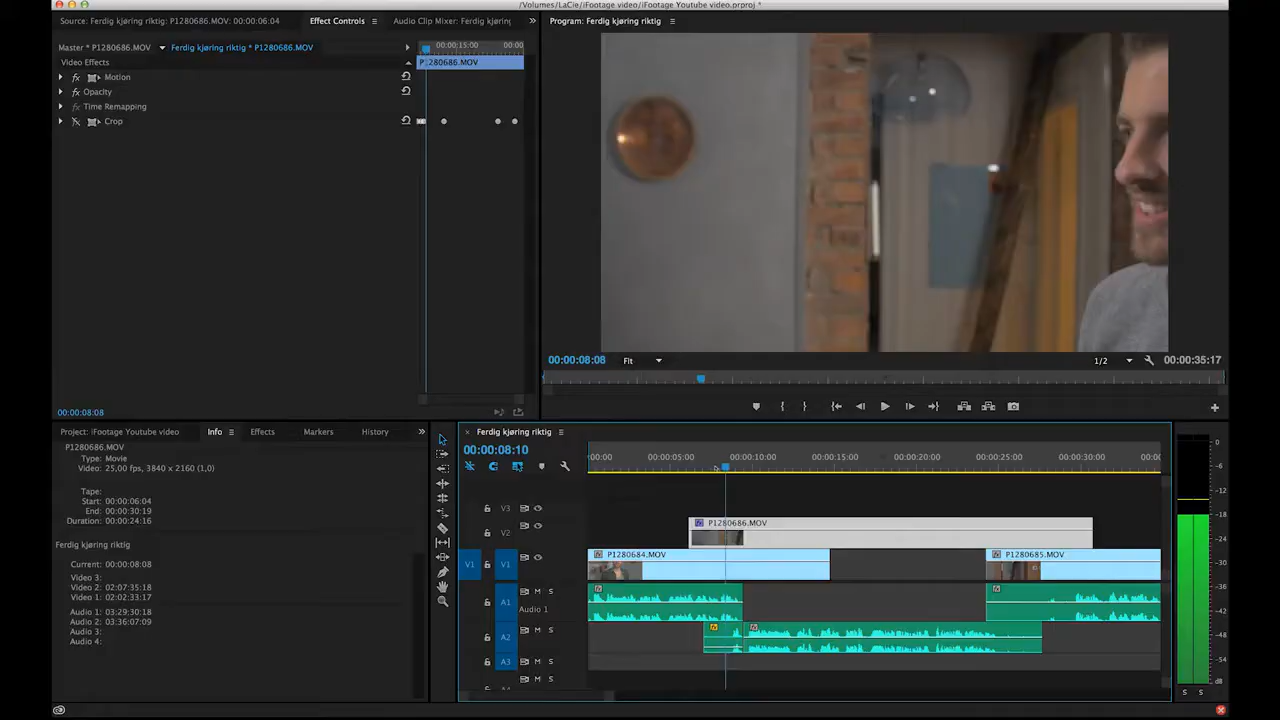 /Volumes/LaCie/iFootage video/iFootage Youtube video.prproj *
Source: Ferdig kjøring riktig: P1280686.MOV: 00:00:06:04
Effect Controls
Audio Clip Mixer: Ferdig kjørin
Program: Ferdig kjøring riktig
Master * P1280686.MOV
Ferdig kjøring riktig * P1280686.MOV
00:00:15:00
00:00
Video Effects
P1280686.MOV
fx Motion
fx Opacity
fx Time Remapping
fx Crop
00:00:08:08
Fit
1/2
00:00:35:17
00:00:08:08
Project: iFootage Youtube video
Info
Effects
Markers
History
Ferdig kjøring riktig
P1280686.MOV
Type: Movie
Video: 25,00 fps, 3840 x 2160 (1,0)
Tape:
Start: 00:00:06:04
End: 00:00:30:19
Duration: 00:00:24:16
Ferdig kjøring riktig
Current: 00:00:08:08
Video 3:
Video 2: 02:07:35:18
Video 1: 02:02:33:17
Audio 1: 03:29:30:18
Audio 2: 03:36:07:09
Audio 3:
Audio 4:
00:00:08:10
:00:00
00:00:05:00
00:00:10:00
00:00:15:00
00:00:20:00
00:00:25:00
00:00:30:00
00:00
V3
V2
fx P1280686.MOV
V1
V1
fx P1280684.MOV
fx P1280685.MOV
A1
M S
Audio 1
A2
M S
A3
M S
M S
0
-6
-12
-18
-24
-30
-36
-42
-48
-54
dB
S S